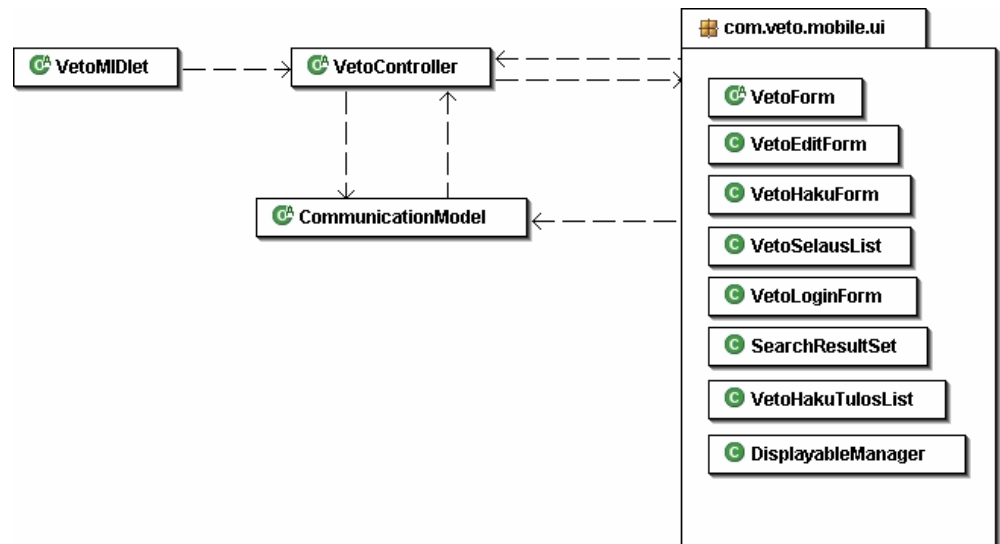 com.veto.mobile.ui
VetoMIDlet
VetoController
VetoForm
VetoEditForm
VetoHakuForm
CommunicationModel
VetoSelausList
VetoLoginForm
SearchResultSet
VetoHakuTulosList
DisplayableManager